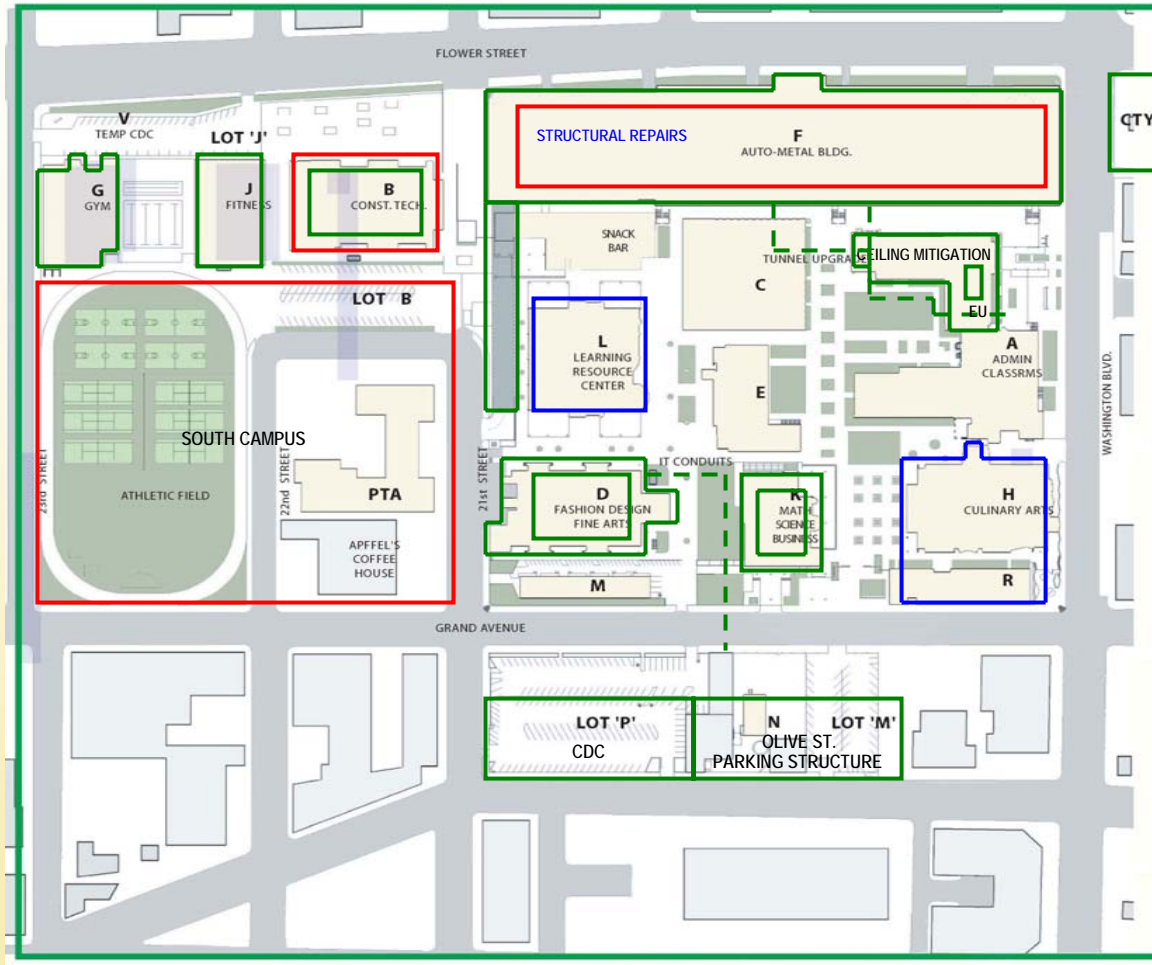 FLOWER STREET
V
TEMP CDC
LOT 'J'
CTY
STRUCTURAL REPAIRS
F
AUTO-METAL BLDG.
G
GYM
J
FITNESS
B
CONST. TECH.
SNACK
BAR
TUNNEL UPGRADE
CEILING MITIGATION
C
EU
LOT B
L
LEARNING
RESOURCE
CENTER
A
ADMIN
CLASSRMS
E
WASHINGTON BLVD.
SOUTH CAMPUS
23rd STREET
ATHLETIC FIELD
22nd STREET
PTA
21st STREET
IT CONDUITS
D
FASHION DESIGN
FINE ARTS
K
MATH
SCIENCE
BUSINESS
H
CULINARY ARTS
APFFEL'S
COFFEE
HOUSE
M
R
GRAND AVENUE
LOT 'P'
CDC
N
LOT 'M'
OLIVE ST.
PARKING STRUCTURE